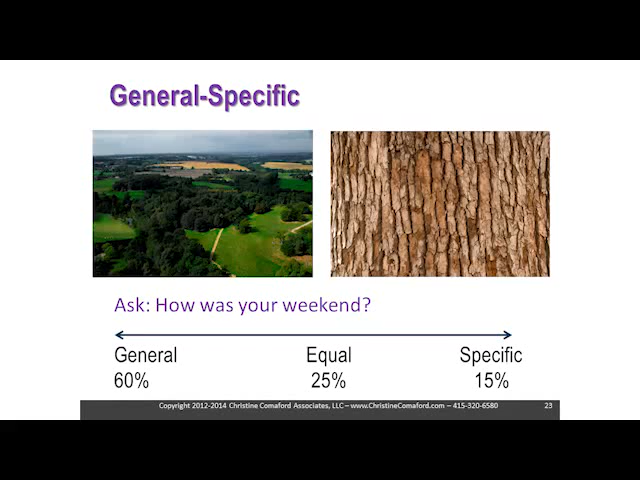 General-Specific
Ask: How was your weekend?
General Equal Specific
60% 25% 15%
Copyright 2012-2014 Christine Comaford Associates, LLC – www.ChristineComaford.com – 415-320-6580 23